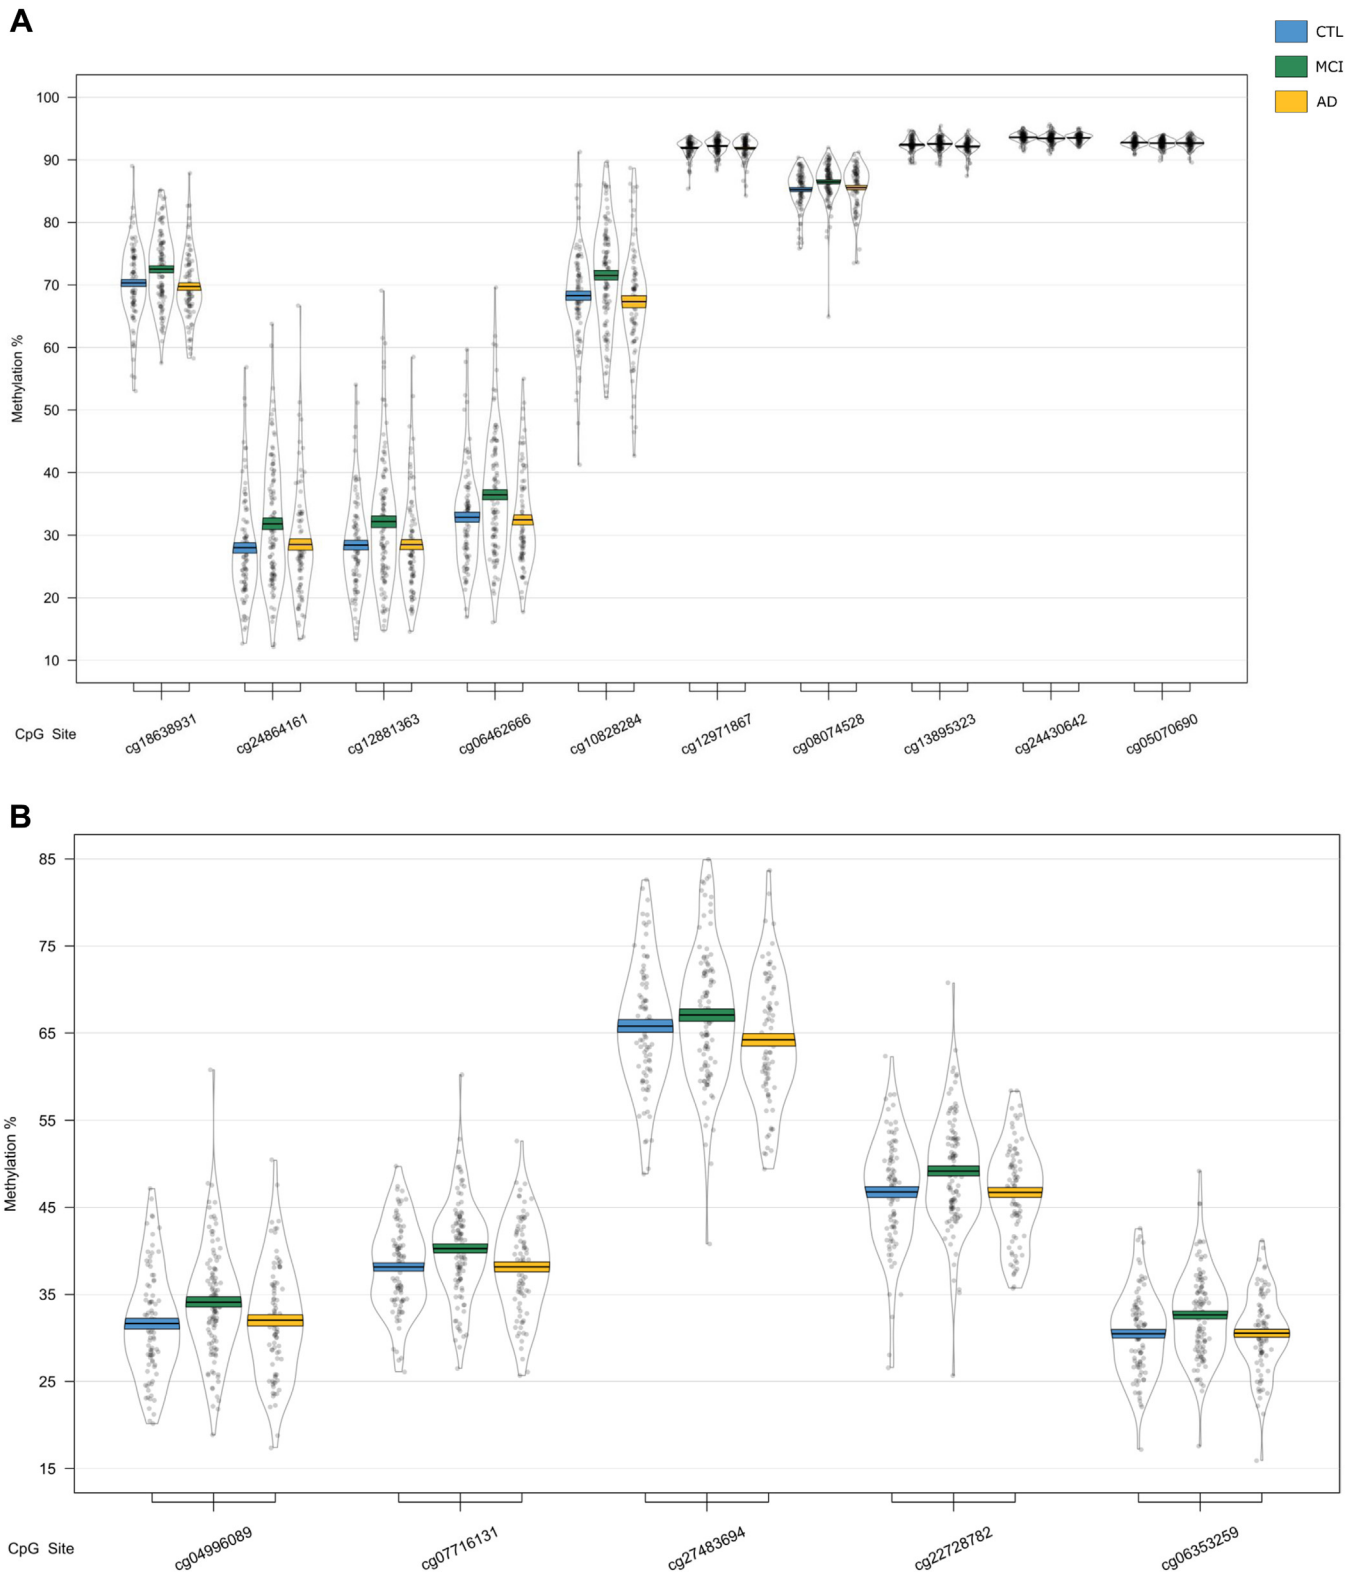 A
CTL
MCI
AD
100
90
80
70
60
50
40
30
20
10
Methylation %
CpG Site
cg18638931
cg24864161
cg12881363
cg06462666
cg10828284
cg12971867
cg08074528
cg13895323
cg24430642
cg05070690
B
85
75
65
55
45
35
25
15
Methylation %
CpG Site
cg04996089
cg07716131
cg27483694
cg22728782
cg06353259